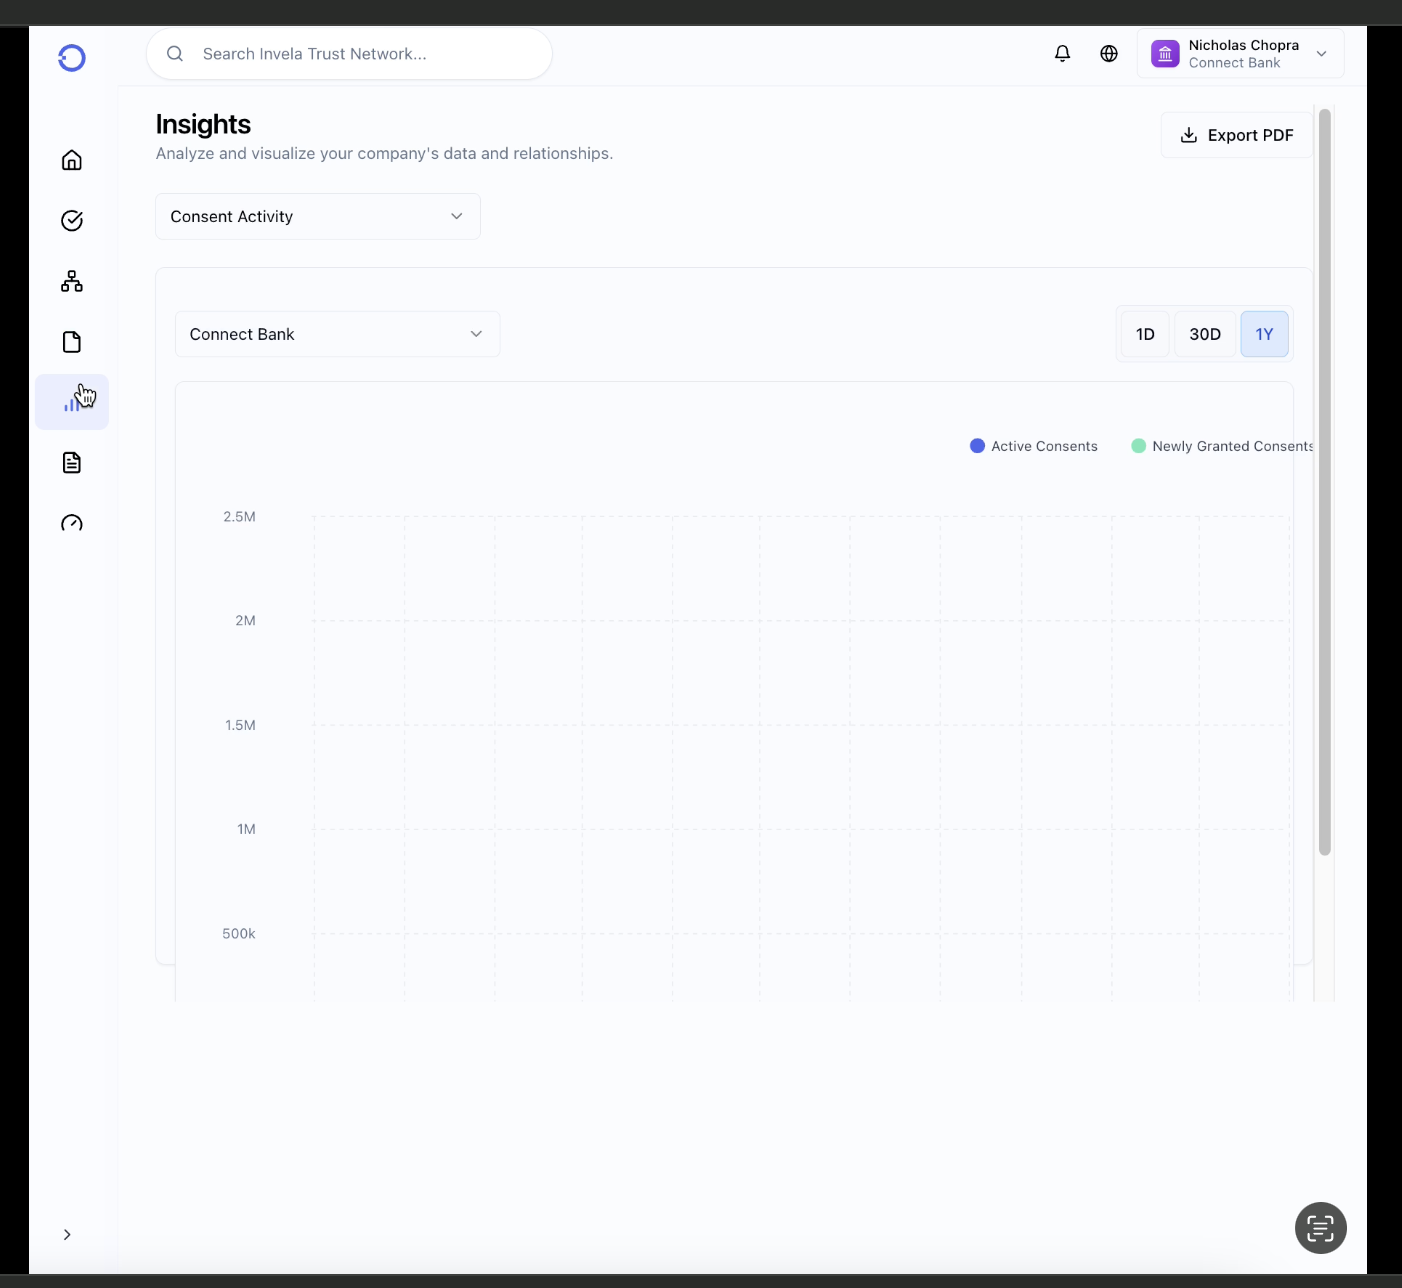 Search Invela Trust Network...
Nicholas Chopra
Connect Bank
Insights
Analyze and visualize your company's data and relationships.
Export PDF
Consent Activity
Connect Bank
1D
30D
1Y
Active Consents
Newly Granted Consents
2.5M
2M
1.5M
1M
500k